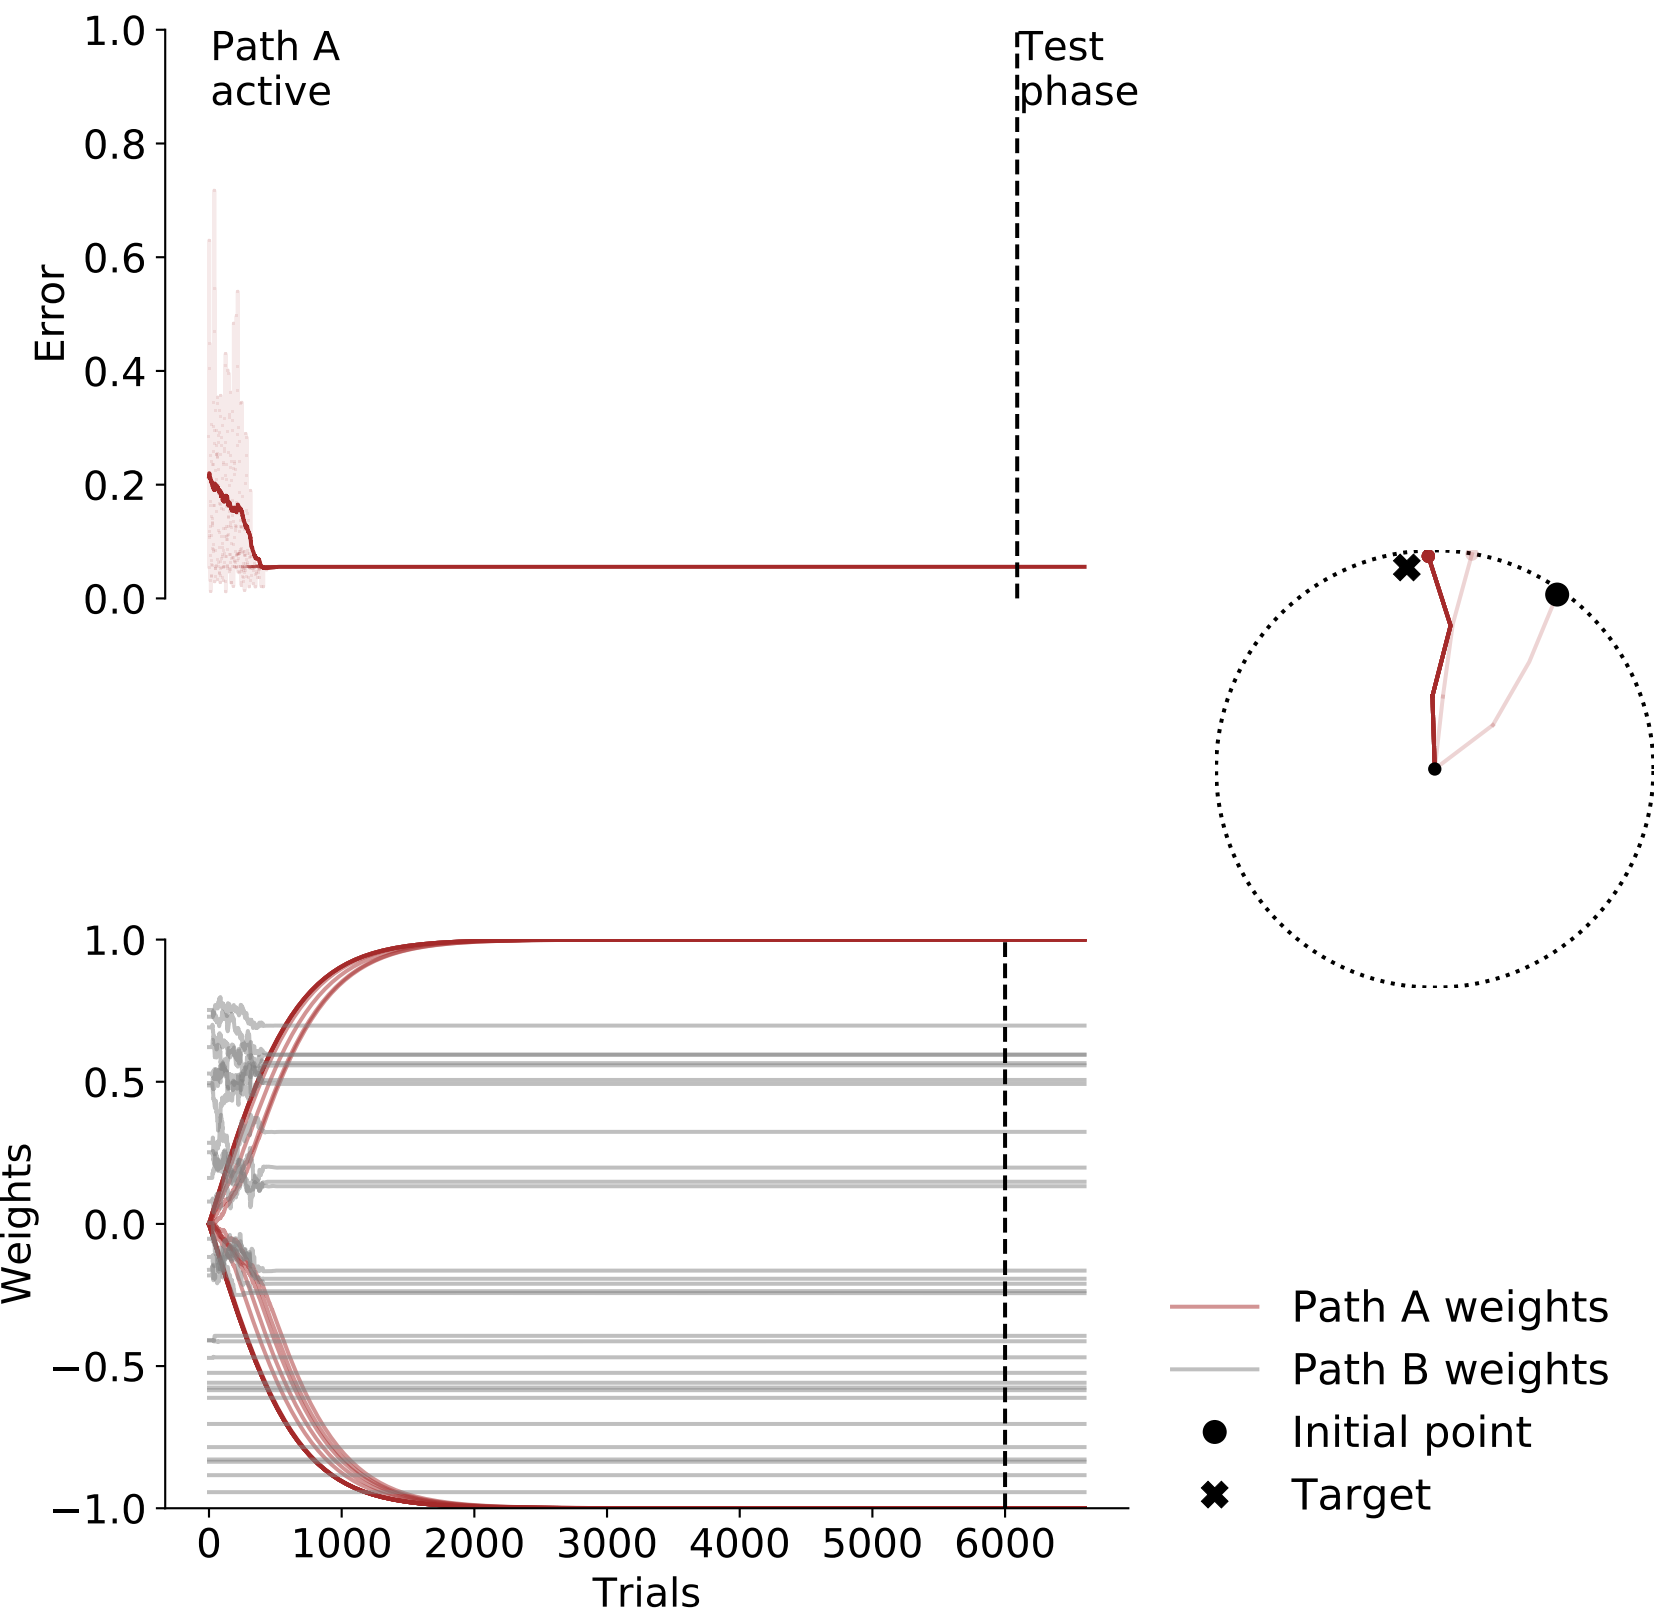 1.0
0.8
0.6
0.4
0.2
0.0
Error
Path A
active
Test
phase
1.0
0.5
0.0
−0.5
−1.0
Weights
0 1000 2000 3000 4000 5000 6000
Trials
Path A weights
Path B weights
Initial point
Target